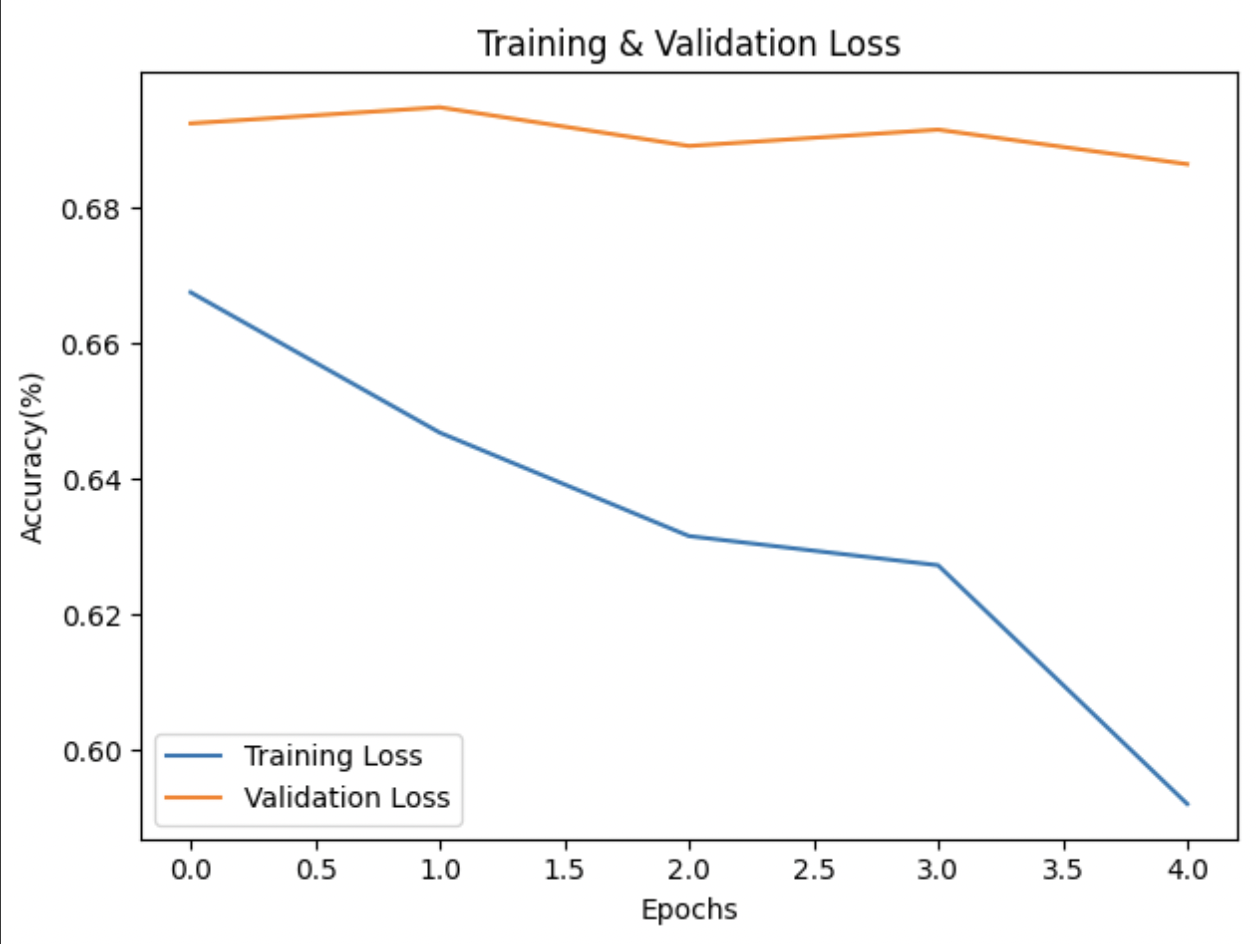 Training & Validation Loss
Accuracy(%)
0.68
0.66
0.64
0.62
0.60
Training Loss
Validation Loss
0.0 0.5 1.0 1.5 2.0 2.5 3.0 3.5 4.0
Epochs